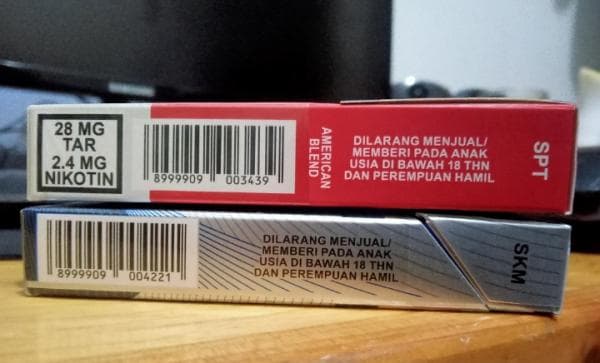 28 MG
TAR
2.4 MG
NIKOTIN
8999909 003439
AMERICAN
BLEND
DILARANG MENJUAL/
MEMBERI PADA ANAK
USIA DI BAWAH 18 THN
DAN PEREMPUAN HAMIL
SPT
8999909 004221
DILARANG MENJUAL/
MEMBERI PADA ANAK
USIA DI BAWAH 18 THN
DAN PEREMPUAN HAMIL
SKM